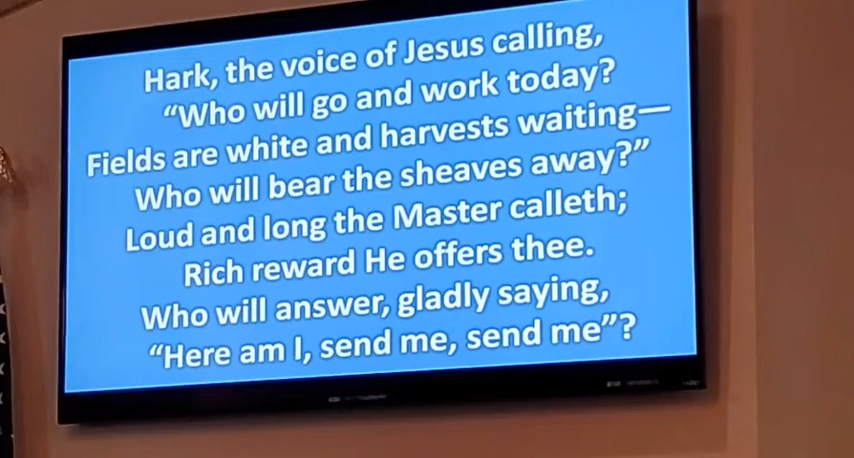 Hark, the voice of Jesus calling,
“Who will go and work today?
Fields are white and harvests waiting—
Who will bear the sheaves away?”
Loud and long the Master calleth;
Rich reward He offers thee.
Who will answer, gladly saying,
“Here am I, send me, send me”?